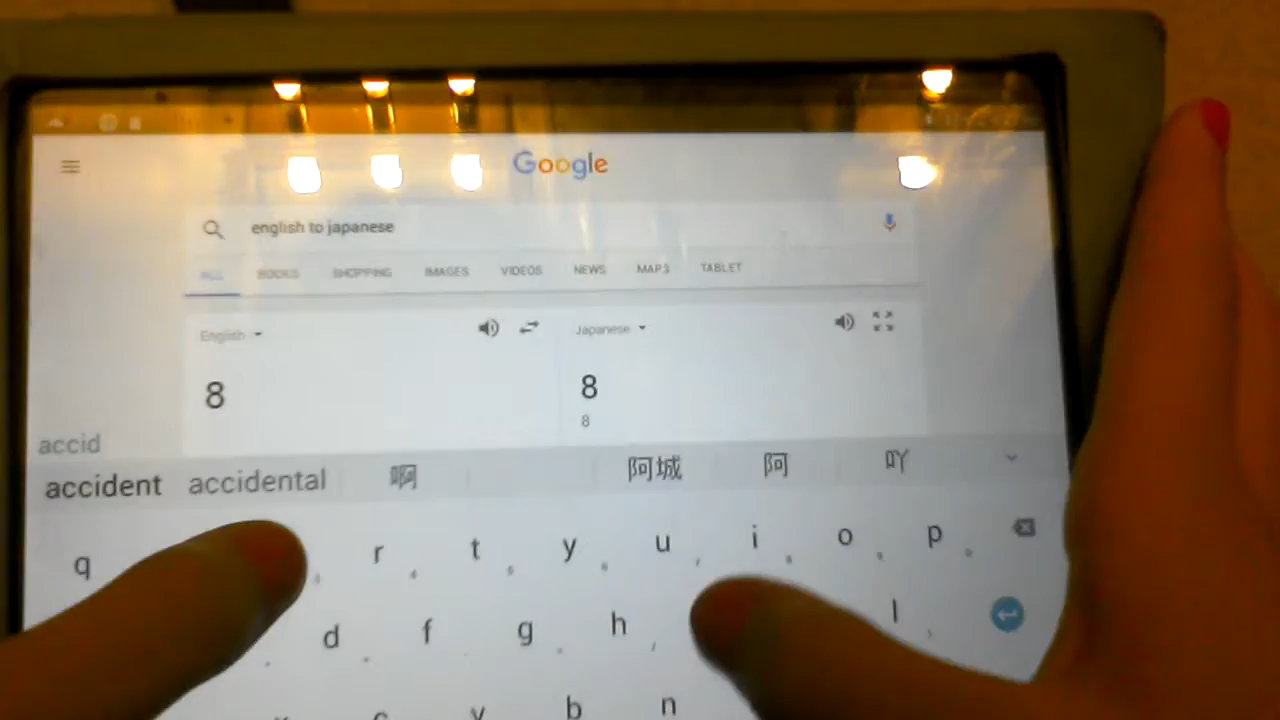 Google
english to japanese
ALL BOOKS SHOPPING IMAGES VIDEOS NEWS MAPS TABLET
English Japanese
8 8
8
accid
accident accidental 啊 阿城 阿 吖
q r t y u i o p
d f g h l
c v b n